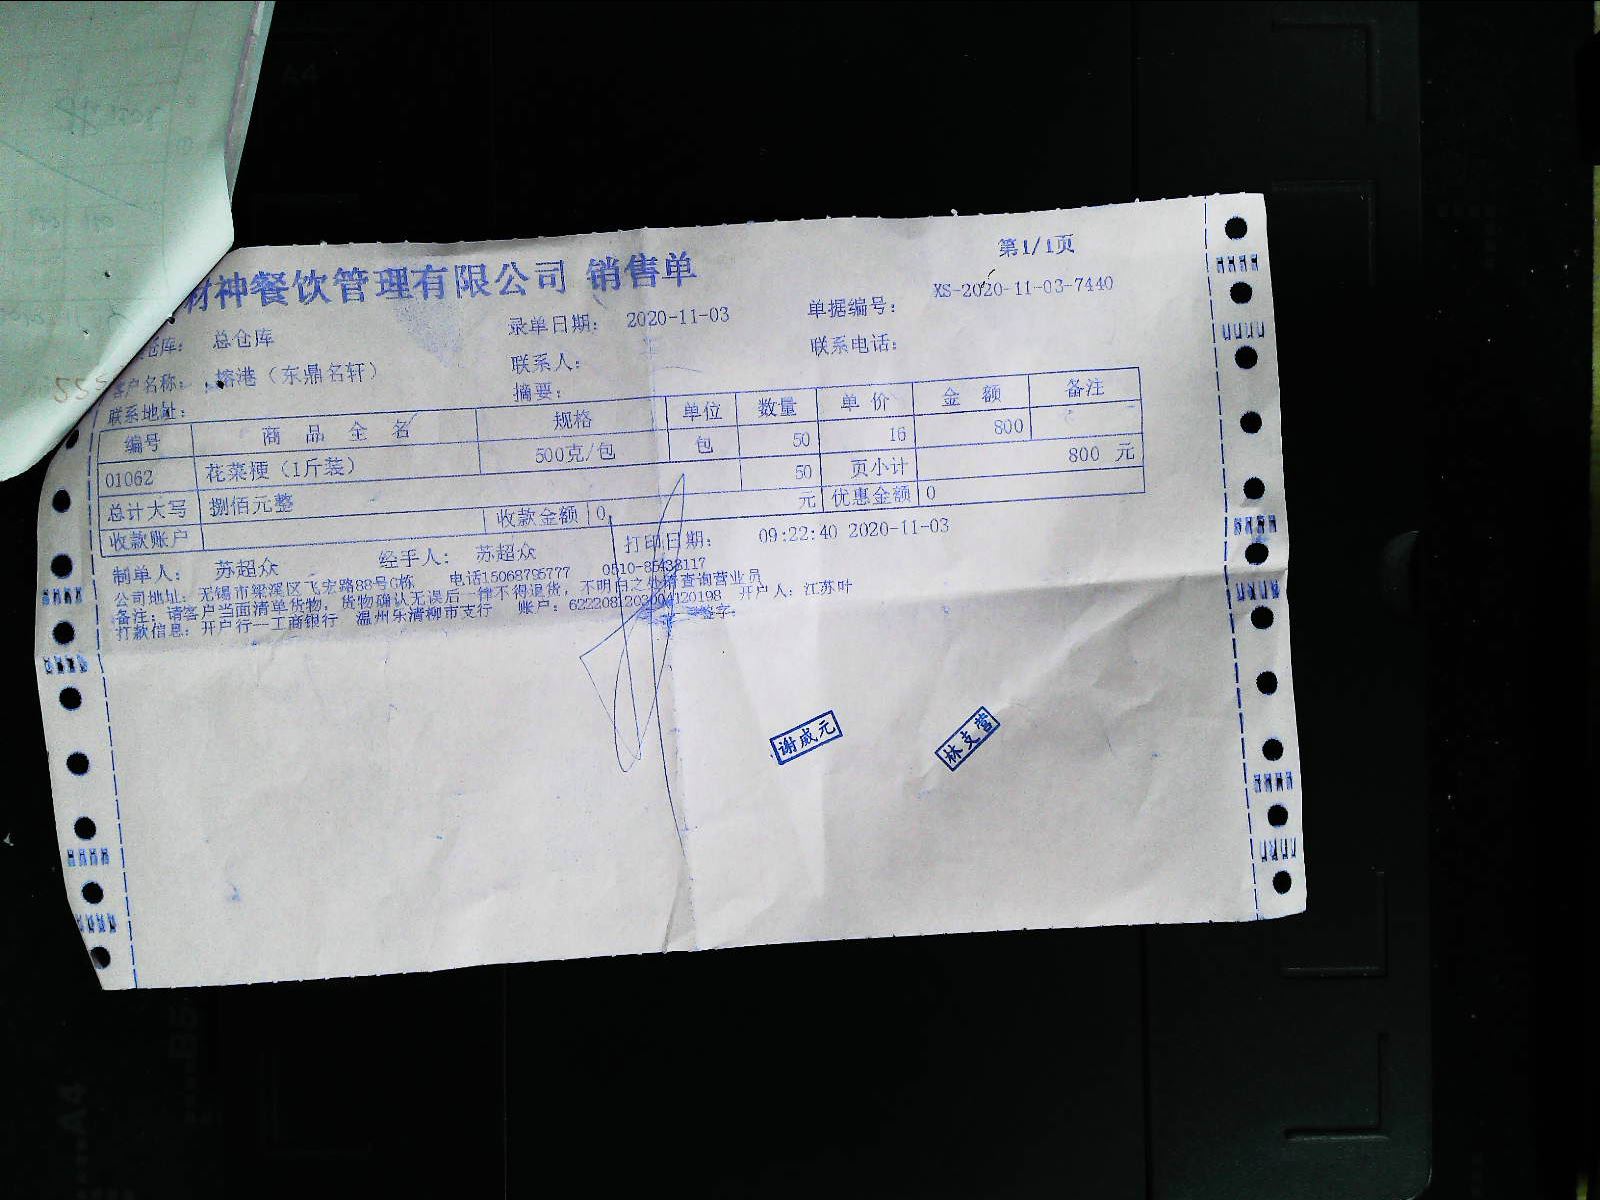 财神餐饮管理有限公司 销售单
第1/1页
仓库： 总仓库 录单日期： 2020-11-03 单据编号： XS-2020-11-03-7440
客户名称： 榕港（东鼎名轩） 联系人： 联系电话：
联系地址： 摘要：
编号 商 品 全 名 规格 单位 数量 单 价 金 额 备注
01062 花菜梗（1斤装） 500克/包 包 50 16 800
总计大写 捌佰元整 50 页小计 800 元
收款账户 收款金额 0 元 优惠金额 0
制单人： 苏超众 经手人： 苏超众 打印日期： 09:22:40 2020-11-03
公司地址：无锡市梁溪区飞宏路88号G栋 电话15068795777 0510-85438117
备注：请客户当面清单货物，货物确认无误后一律不得退货，不明白之处请查询营业员
打款信息：开户行--工商银行 温州乐清柳市支行 账户：6222081203004120198 开户人：江苏叶
签字：
谢威元
林支营